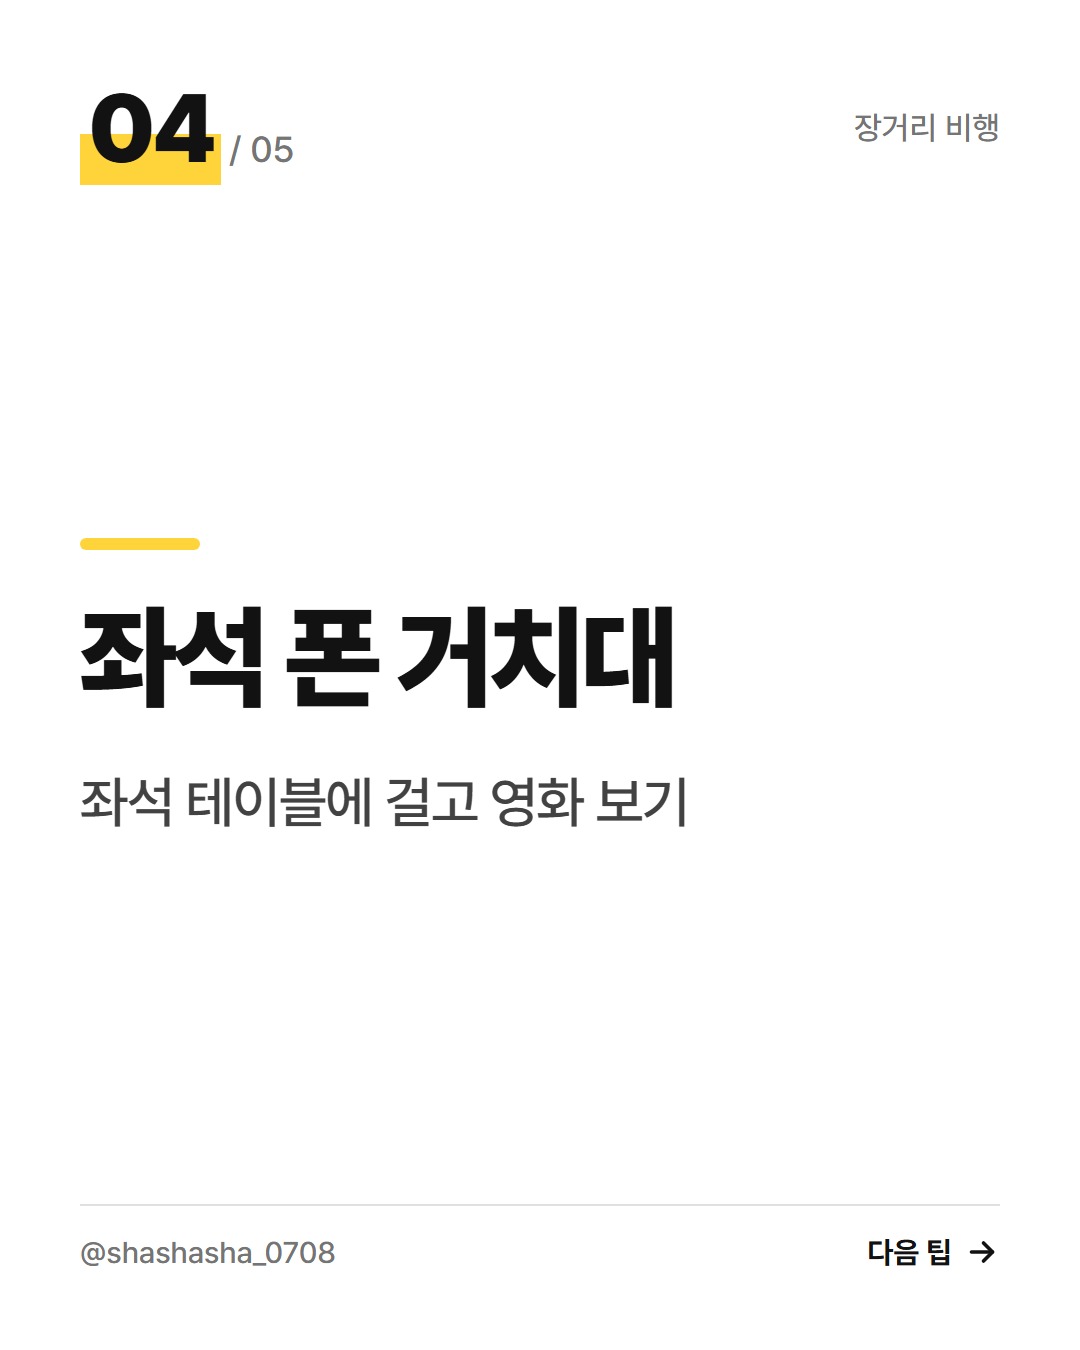 04 / 05
장거리 비행
좌석 폰 거치대
좌석 테이블에 걸고 영화 보기
@shashasha_0708
다음 팁 →